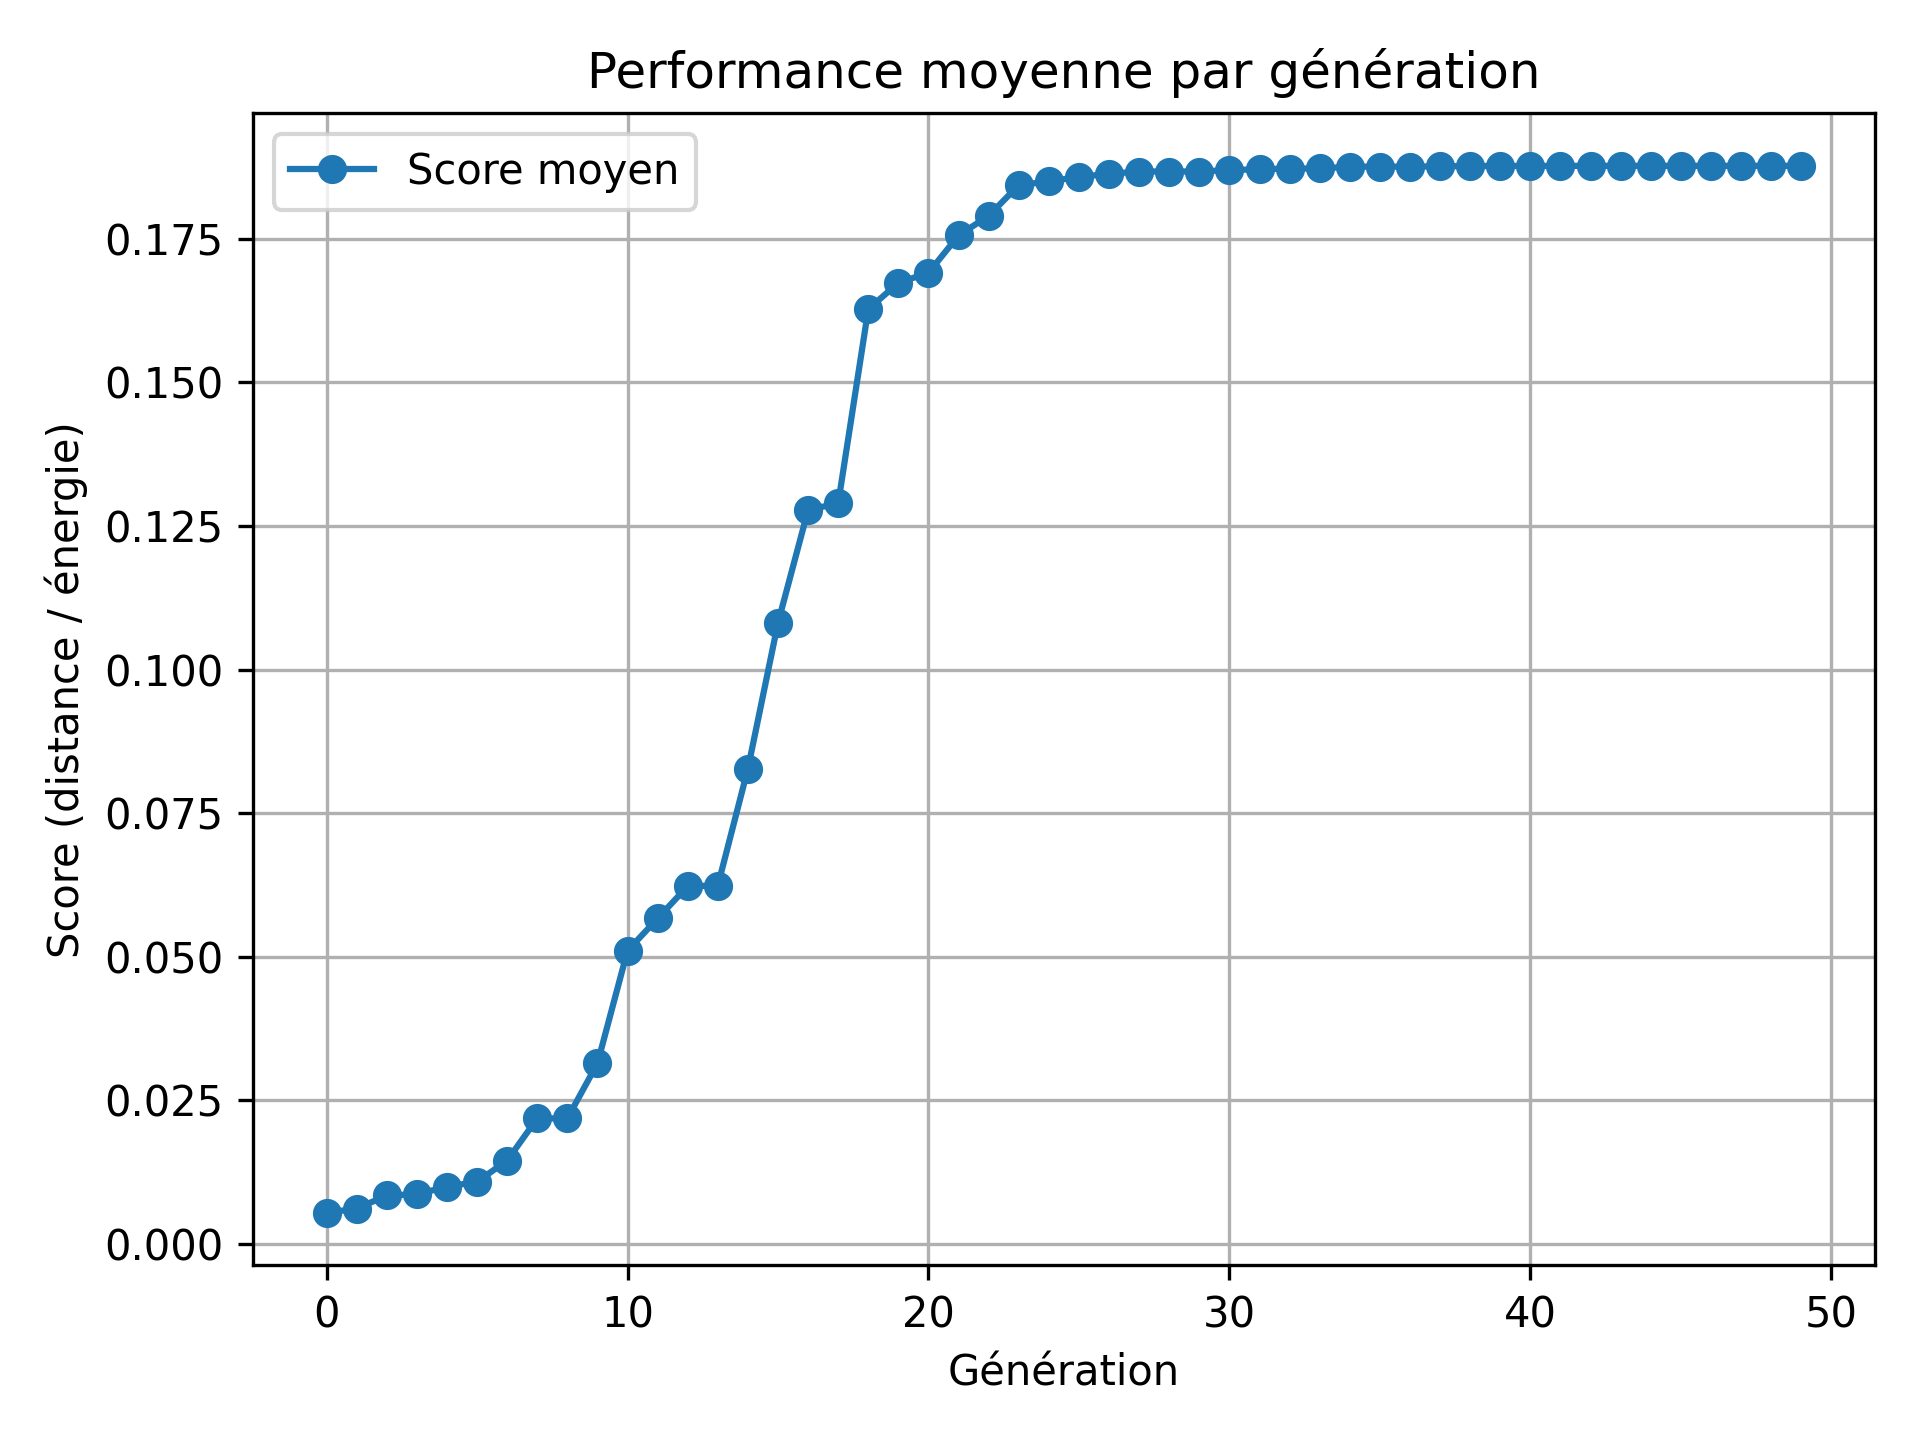 Performance moyenne par génération
Score moyen
Score (distance / énergie)
0.175
0.150
0.125
0.100
0.075
0.050
0.025
0.000
0 10 20 30 40 50
Génération